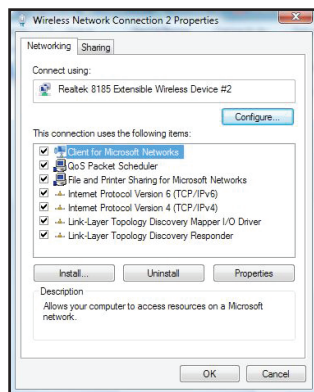 Wireless Network Connection 2 Properties
Networking Sharing
Connect using:
Realtek 8185 Extensible Wireless Device #2
Configure...
This connection uses the following items:
Client for Microsoft Networks
QoS Packet Scheduler
File and Printer Sharing for Microsoft Networks
Internet Protocol Version 6 (TCP/IPv6)
Internet Protocol Version 4 (TCP/IPv4)
Link-Layer Topology Discovery Mapper I/O Driver
Link-Layer Topology Discovery Responder
Install... Uninstall Properties
Description
Allows your computer to access resources on a Microsoft
network.
OK Cancel